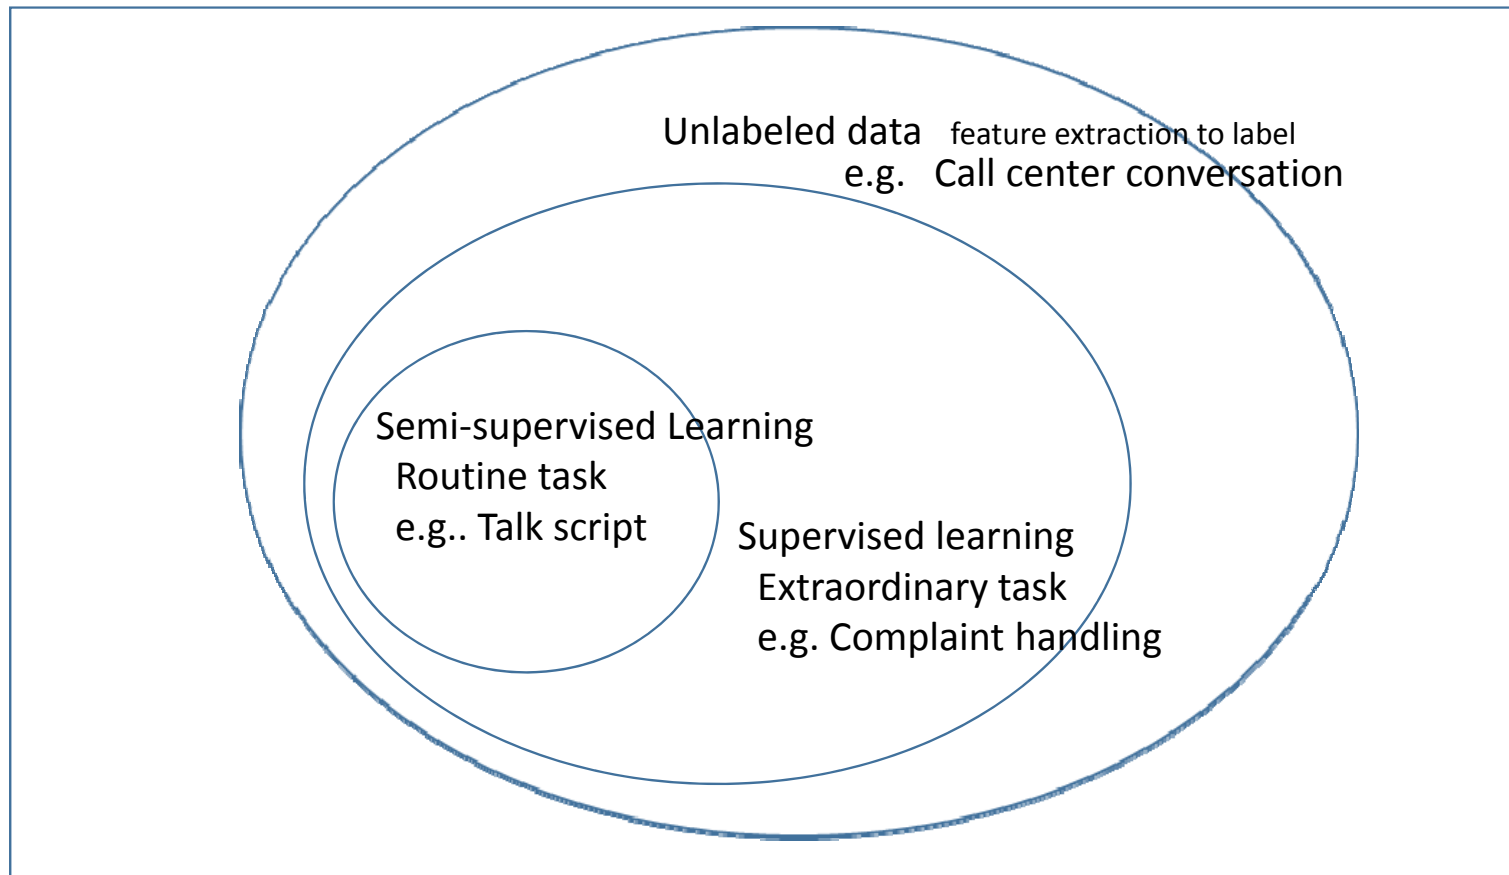 Unlabeled data feature extraction to label
e.g. Call center conversation
Semi-supervised Learning
Routine task
e.g.. Talk script
Supervised learning
Extraordinary task
e.g. Complaint handling